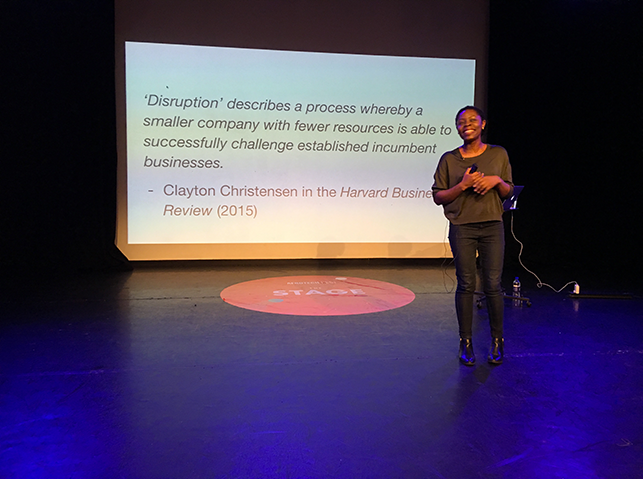 ‘Disruption’ describes a process whereby a
smaller company with fewer resources is able to
successfully challenge established incumbent
businesses.
- Clayton Christensen in the Harvard Busine
Review (2015)
STAGE